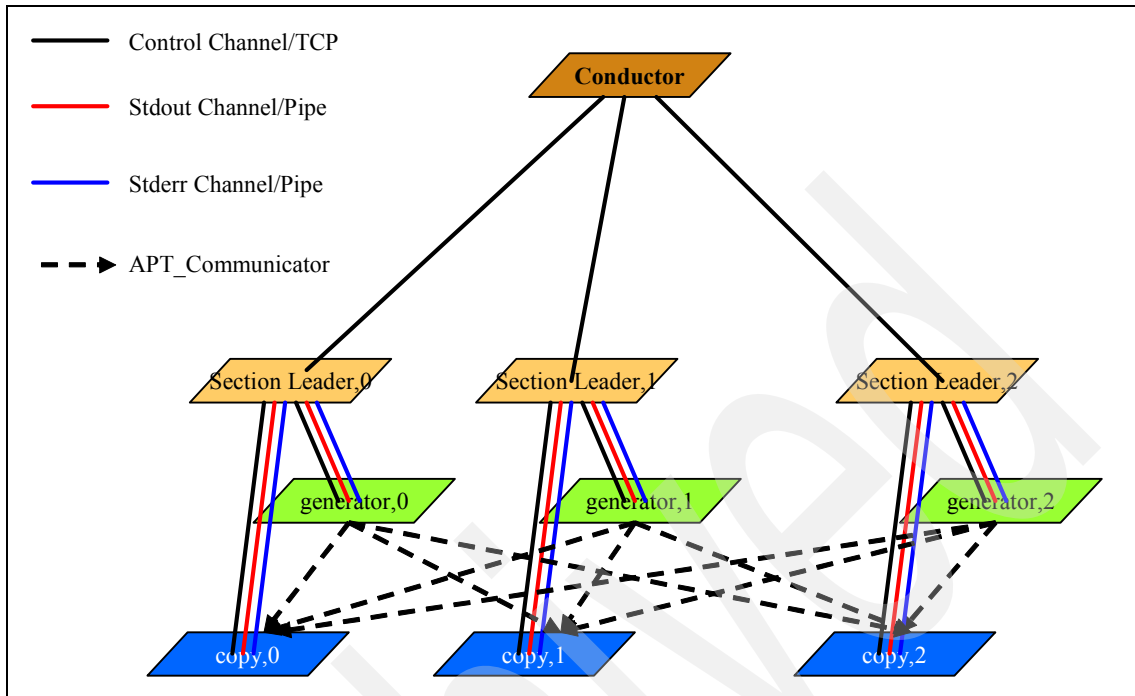 Control Channel/TCP
Stdout Channel/Pipe
Stderr Channel/Pipe
APT_Communicator
Conductor
Section Leader,0
Section Leader,1
Section Leader,2
generator,0
generator,1
generator,2
copy,0
copy,1
copy,2